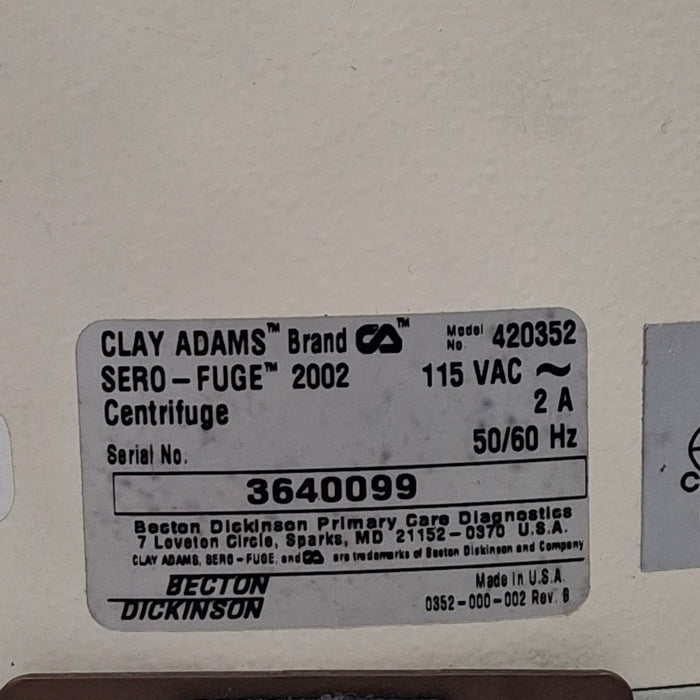 CLAY ADAMS™ Brand CA™ Model No 420352
SERO-FUGE™ 2002 115 VAC ~
Centrifuge 2 A
Serial No. 50/60 Hz
3640099
Becton Dickinson Primary Care Diagnostics
7 Loveton Circle, Sparks, MD 21152-0370 U.S.A.
CLAY ADAMS, SERO-FUGE, and CA are trademarks of Becton Dickinson and Company
BECTON Made in U.S.A.
DICKINSON 0352-000-002 Rev. B